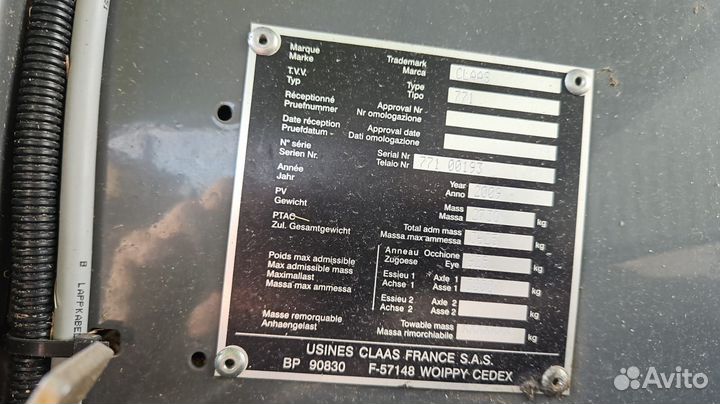 Marque Trademark
Marke Marca CLAAS
T.V.V. Type
Typ Tipo 771
Réceptionné Approval Nr
Pruefnummer Nr omologazione
Date réception Approval date
Pruefdatum Dati omologazione
N° série Serial Nr
Serien Nr. Telaio Nr 771 00193
Année Year
Jahr Anno 2009
PV Mass
Gewicht Massa kg
PTAC Total adm mass
Zul. Gesamtgewicht Massa max ammessa kg
Poids max admissible
Max admissible mass
Maximallast
Massa max ammessa
Anneau Occhione
Zugoese Eye kg
Essieu 1 Axle 1
Achse 1 Asse 1 kg
Essieu 2 Axle 2
Achse 2 Asse 2 kg
Masse remorquable Towable mass
Anhaengelast Massa rimorchiabile kg
USINES CLAAS FRANCE S.A.S.
BP 90830 F-57148 WOIPPY CEDEX
LAPPKABE
Avito